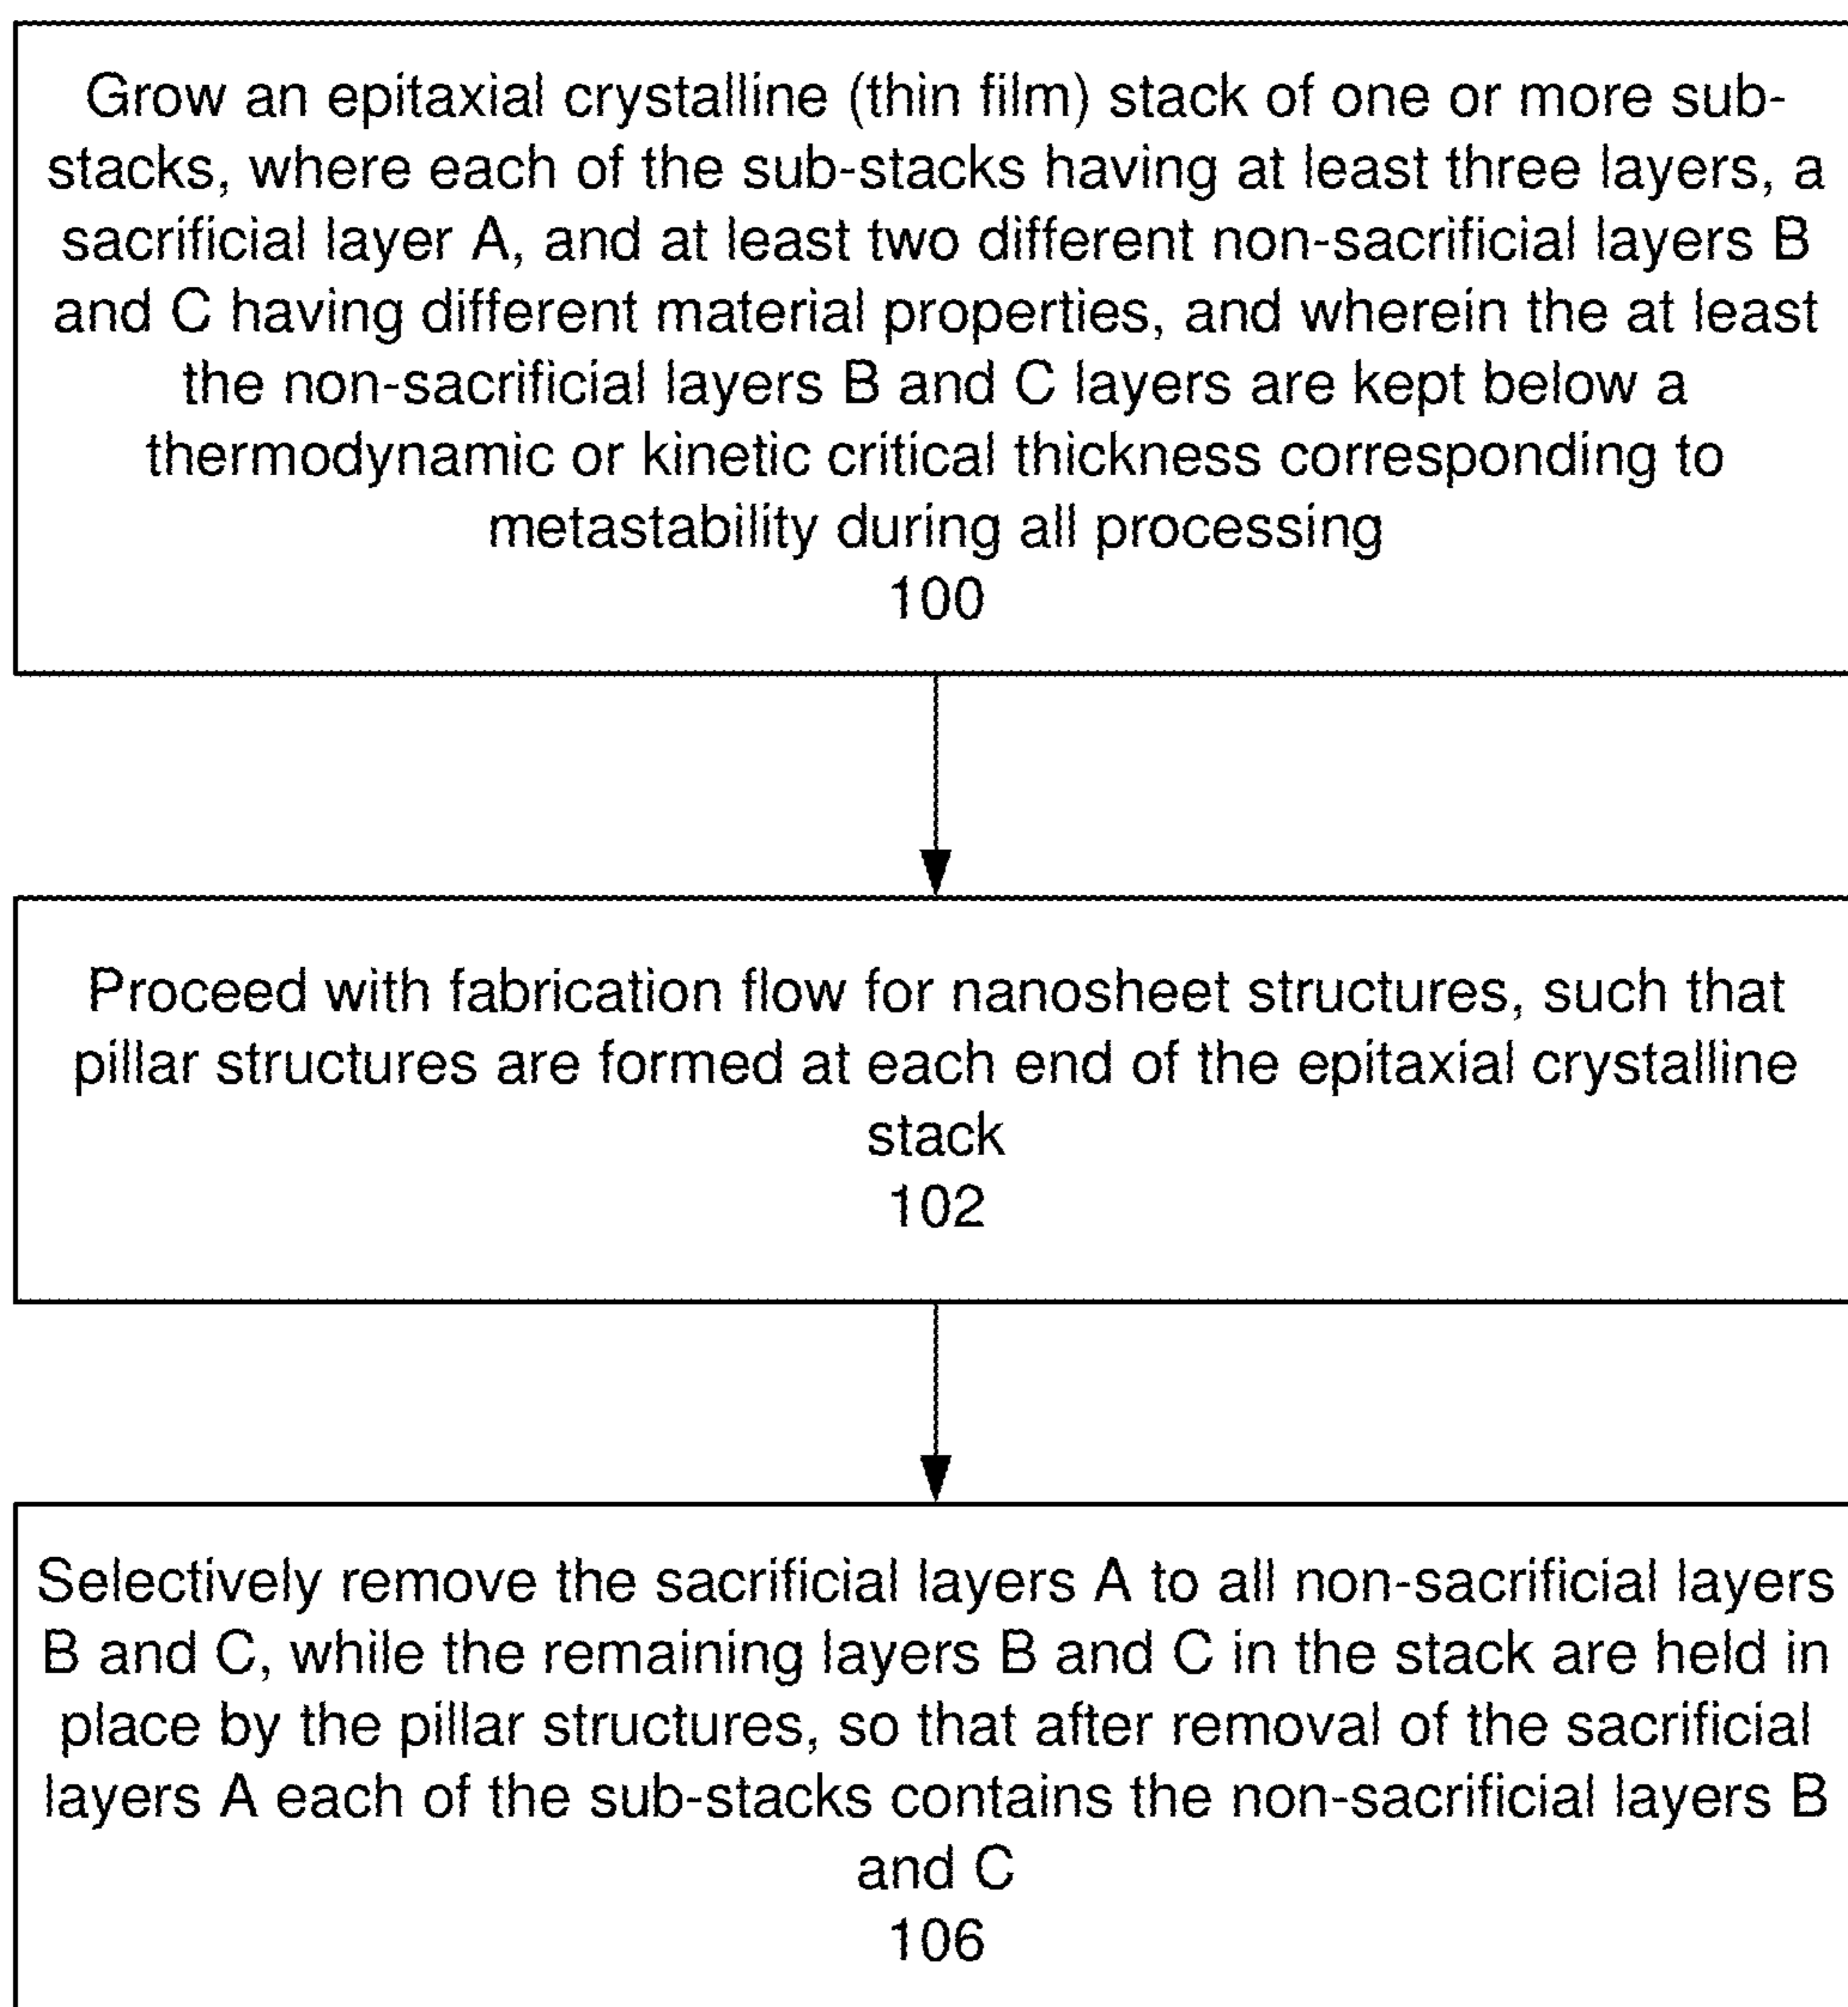 Grow an epitaxial crystalline (thin film) stack of one or more sub-
stacks, where each of the sub-stacks having at least three layers, a
sacrificial layer A, and at least two different non-sacrificial layers B
and C having different material properties, and wherein the at least
the non-sacrificial layers B and C layers are kept below a
thermodynamic or kinetic critical thickness corresponding to
metastability during all processing
100
Proceed with fabrication flow for nanosheet structures, such that
pillar structures are formed at each end of the epitaxial crystalline
stack
102
Selectively remove the sacrificial layers A to all non-sacrificial layers
B and C, while the remaining layers B and C in the stack are held in
place by the pillar structures, so that after removal of the sacrificial
layers A each of the sub-stacks contains the non-sacrificial layers B
and C
106